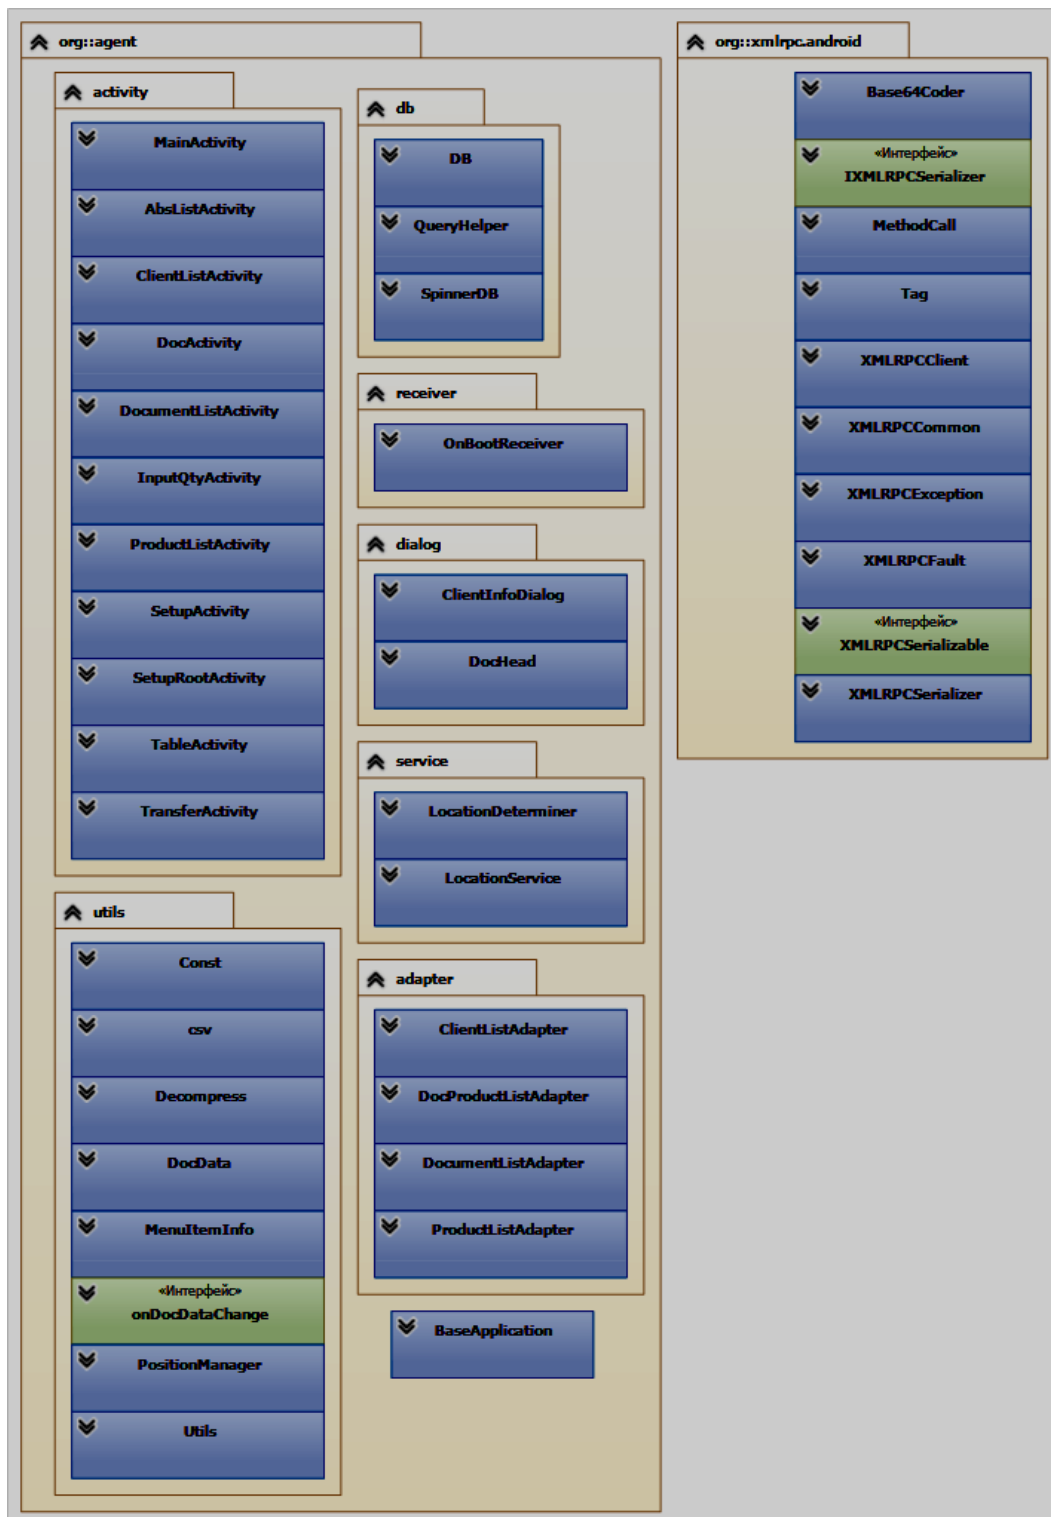 org::agent
activity
MainActivity
AbsListActivity
ClientListActivity
DocActivity
DocumentListActivity
InputQtyActivity
ProductListActivity
SetupActivity
SetupRootActivity
TableActivity
TransferActivity
utils
Const
csv
Decompress
DocData
MenuItemInfo
«Интерфейс»
onDocDataChange
PositionManager
Utils
db
DB
QueryHelper
SpinnerDB
receiver
OnBootReceiver
dialog
ClientInfoDialog
DocHead
service
LocationDeterminer
LocationService
adapter
ClientListAdapter
DocProductListAdapter
DocumentListAdapter
ProductListAdapter
BaseApplication
org::xmlrpc.android
Base64Coder
«Интерфейс»
IXMLRPCSerializer
MethodCall
Tag
XMLRPCClient
XMLRPCCommon
XMLRPCException
XMLRPCFault
«Интерфейс»
XMLRPCSerializable
XMLRPCSerializer